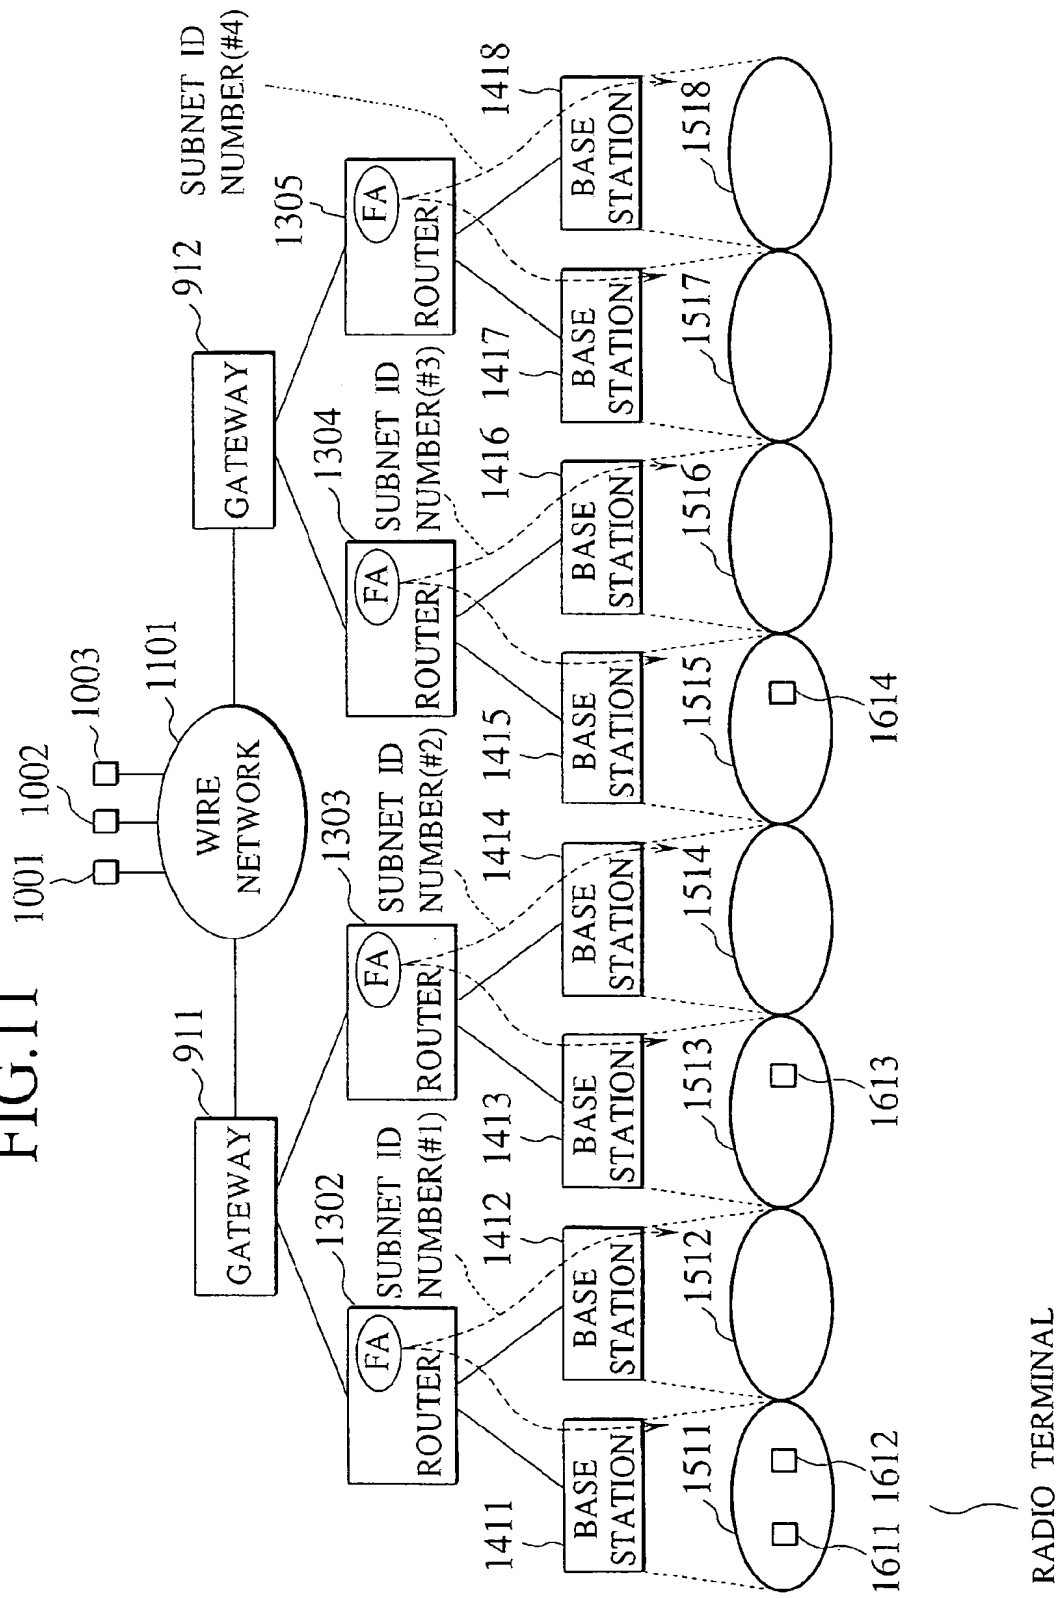 FIG.11
1001
1002
1003
1101
WIRE
NETWORK
911
GATEWAY
912
GATEWAY
1302
FA
ROUTER
SUBNET ID
NUMBER(#1)
1303
FA
ROUTER
SUBNET ID
NUMBER(#2)
1304
FA
ROUTER
SUBNET ID
NUMBER(#3)
1305
FA
ROUTER
SUBNET ID
NUMBER(#4)
1411
BASE
STATION
1412
BASE
STATION
1413
BASE
STATION
1414
BASE
STATION
1415
BASE
STATION
1416
BASE
STATION
1417
BASE
STATION
1418
BASE
STATION
1511
1512
1513
1514
1515
1516
1517
1518
1611
1612
1613
1614
RADIO TERMINAL